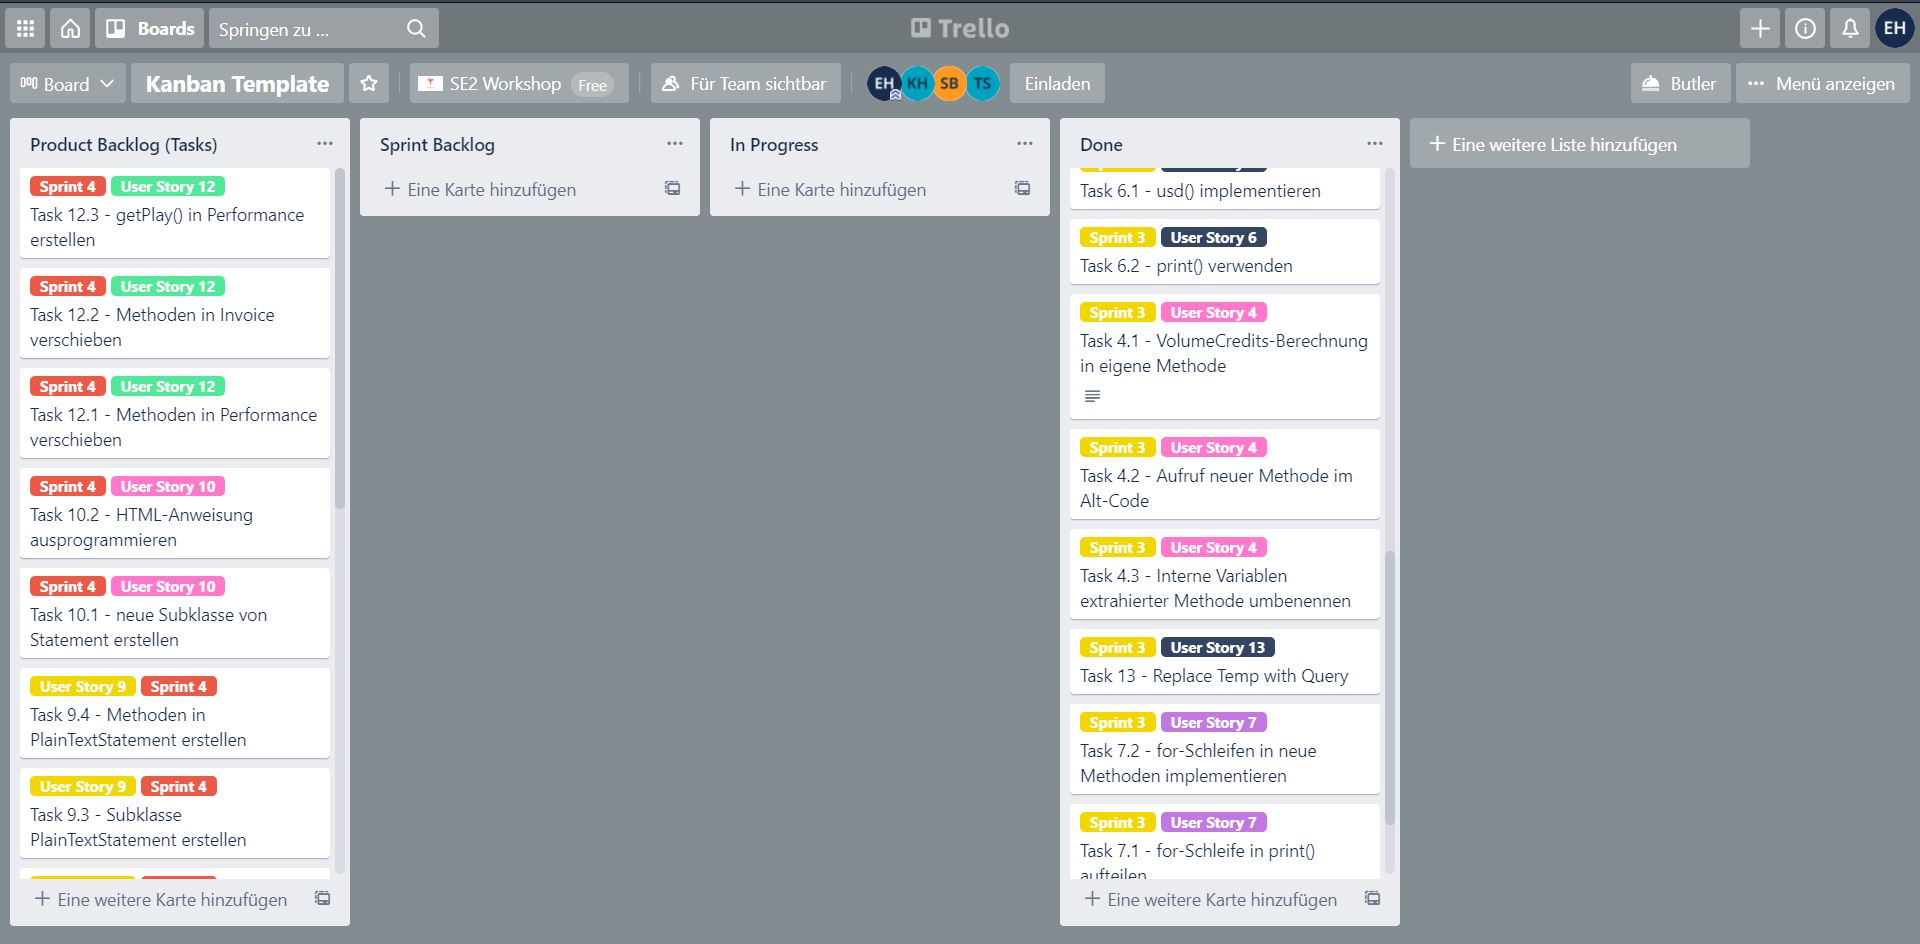 Boards
Springen zu ...
Trello
EH
Board
Kanban Template
SE2 Workshop Free
Für Team sichtbar
EH KH SB TS
Einladen
Butler
··· Menü anzeigen
Product Backlog (Tasks) ···
Sprint 4 User Story 12
Task 12.3 - getPlay() in Performance
erstellen
Sprint 4 User Story 12
Task 12.2 - Methoden in Invoice
verschieben
Sprint 4 User Story 12
Task 12.1 - Methoden in Performance
verschieben
Sprint 4 User Story 10
Task 10.2 - HTML-Anweisung
ausprogrammieren
Sprint 4 User Story 10
Task 10.1 - neue Subklasse von
Statement erstellen
User Story 9 Sprint 4
Task 9.4 - Methoden in
PlainTextStatement erstellen
User Story 9 Sprint 4
Task 9.3 - Subklasse
PlainTextStatement erstellen
+ Eine weitere Karte hinzufügen
Sprint Backlog ···
+ Eine Karte hinzufügen
In Progress ···
+ Eine Karte hinzufügen
Done ···
Task 6.1 - usd() implementieren
Sprint 3 User Story 6
Task 6.2 - print() verwenden
Sprint 3 User Story 4
Task 4.1 - VolumeCredits-Berechnung
in eigene Methode
Sprint 3 User Story 4
Task 4.2 - Aufruf neuer Methode im
Alt-Code
Sprint 3 User Story 4
Task 4.3 - Interne Variablen
extrahierter Methode umbenennen
Sprint 3 User Story 13
Task 13 - Replace Temp with Query
Sprint 3 User Story 7
Task 7.2 - for-Schleifen in neue
Methoden implementieren
Sprint 3 User Story 7
Task 7.1 - for-Schleife in print()
aufteilen
+ Eine weitere Karte hinzufügen
+ Eine weitere Liste hinzufügen